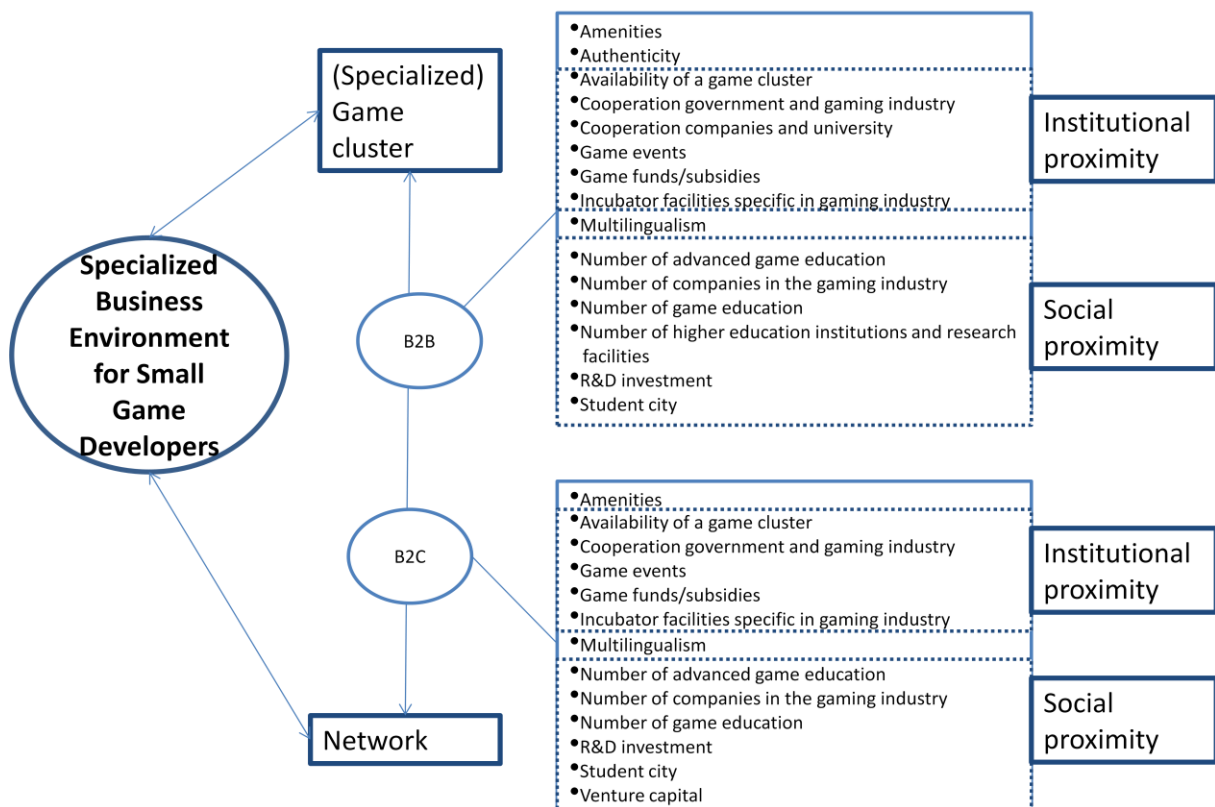 (Specialized)
Game
cluster
Specialized
Business
Environment
for Small
Game
Developers
B2B
B2C
Network
•Amenities
•Authenticity
•Availability of a game cluster
•Cooperation government and gaming industry
•Cooperation companies and university
•Game events
•Game funds/subsidies
•Incubator facilities specific in gaming industry
•Multilingualism
•Number of advanced game education
•Number of companies in the gaming industry
•Number of game education
•Number of higher education institutions and research
facilities
•R&D investment
•Student city
Institutional
proximity
Social
proximity
•Amenities
•Availability of a game cluster
•Cooperation government and gaming industry
•Game events
•Game funds/subsidies
•Incubator facilities specific in gaming industry
•Multilingualism
•Number of advanced game education
•Number of companies in the gaming industry
•Number of game education
•R&D investment
•Student city
•Venture capital
Institutional
proximity
Social
proximity